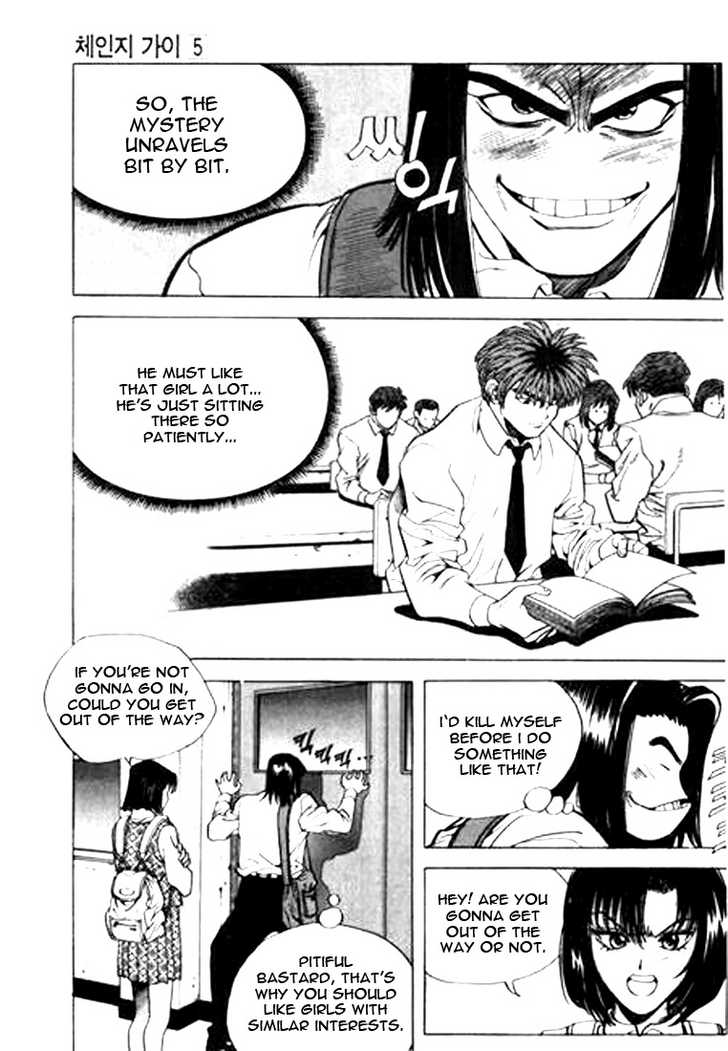 체인지 가이 5
SO, THE
MYSTERY
UNRAVELS
BIT BY BIT.
씨익
HE MUST LIKE
THAT GIRL A LOT...
HE'S JUST SITTING
THERE SO
PATIENTLY...
IF YOU'RE NOT
GONNA GO IN,
COULD YOU GET
OUT OF THE WAY?
낄낄...
PITIFUL
BASTARD, THAT'S
WHY YOU SHOULD
LIKE GIRLS WITH
SIMILAR INTERESTS.
I'D KILL MYSELF
BEFORE I DO
SOMETHING
LIKE THAT!
HEY! ARE YOU
GONNA GET
OUT OF THE
WAY OR NOT.